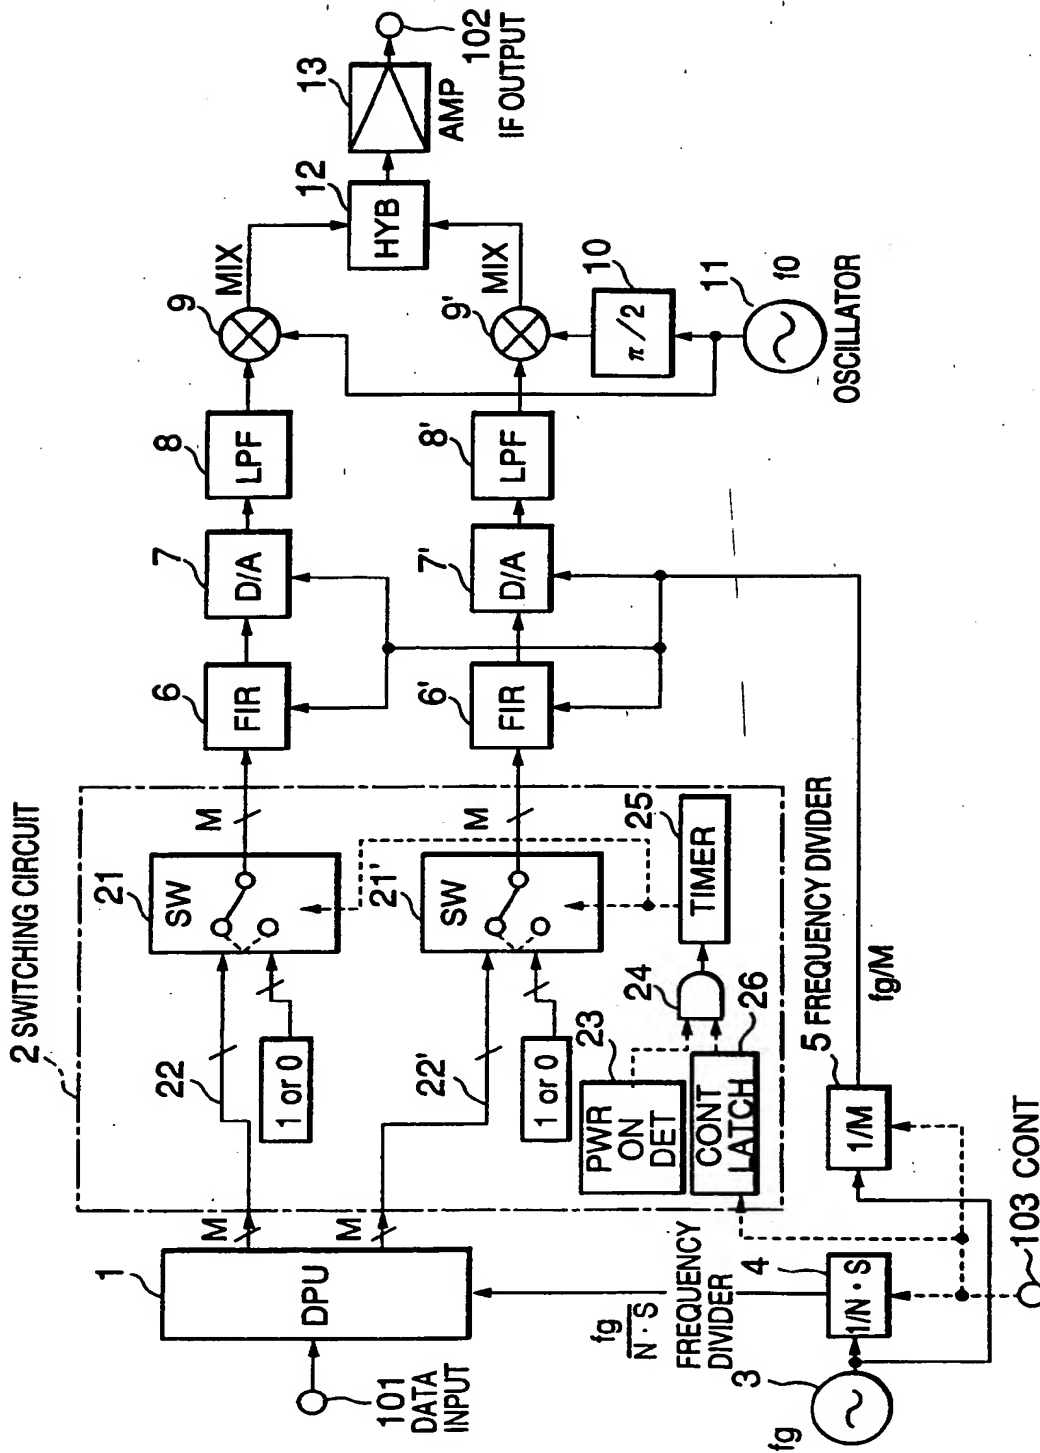 101
DATA
INPUT
1
DPU
M
M
2 SWITCHING CIRCUIT
22
1 or 0
21
SW
M
22'
1 or 0
21'
SW
M
23
PWR
ON
DET
24
CONT
LATCH
26
TIMER
25
6
FIR
7
D/A
8
LPF
9
MIX
6'
FIR
7'
D/A
8'
LPF
9'
MIX
π/2
10
11
f0
OSCILLATOR
12
HYB
13
AMP
102
IF OUTPUT
3
fg
fg
N · S
FREQUENCY
DIVIDER
4
1/N · S
5 FREQUENCY DIVIDER
1/M
fg/M
103 CONT